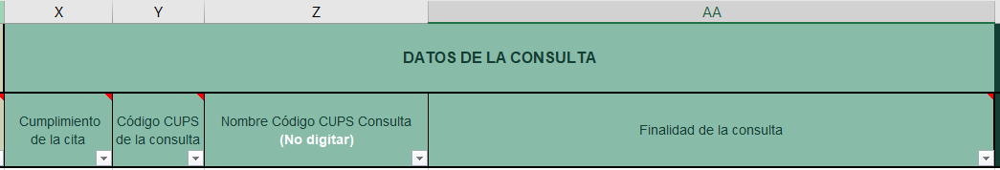 X Y Z AA
DATOS DE LA CONSULTA
Cumplimiento
de la cita
Código CUPS
de la consulta
Nombre Código CUPS Consulta
(No digitar)
Finalidad de la consulta